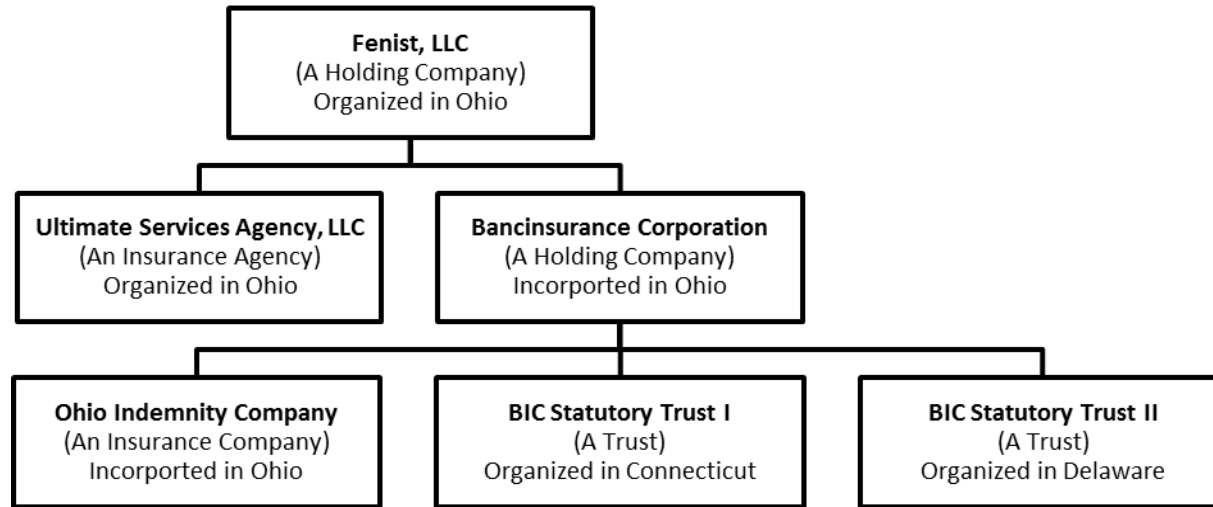 Fenist, LLC
(A Holding Company)
Organized in Ohio
Ultimate Services Agency, LLC
(An Insurance Agency)
Organized in Ohio
Bancinsurance Corporation
(A Holding Company)
Incorported in Ohio
Ohio Indemnity Company
(An Insurance Company)
Incorported in Ohio
BIC Statutory Trust I
(A Trust)
Organized in Connecticut
BIC Statutory Trust II
(A Trust)
Organized in Delaware